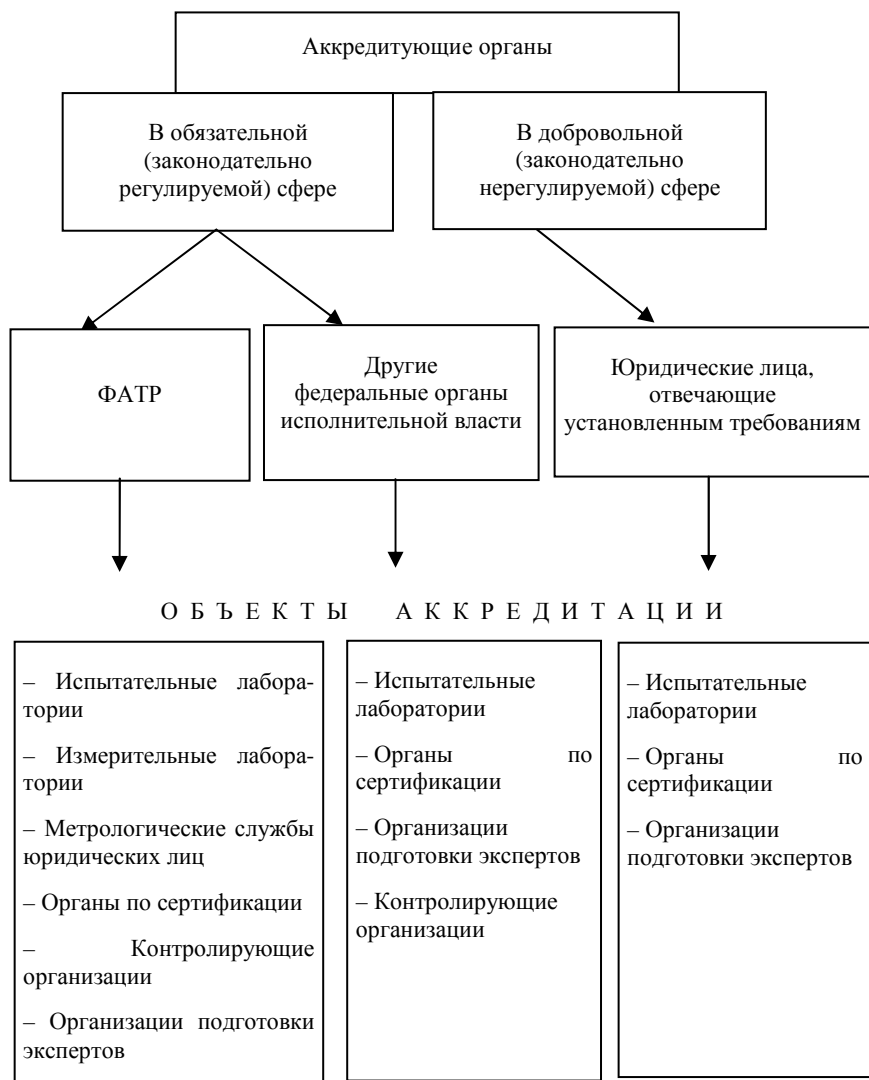 Аккредитующие органы
В обязательной
(законодательно
регулируемой) сфере
В добровольной
(законодательно
нерегулируемой) сфере
ФАТР
Другие
федеральные органы
исполнительной власти
Юридические лица,
отвечающие
установленным требованиям
О Б Ъ Е К Т Ы А К К Р Е Д И Т А Ц И И
– Испытательные лабора-
тории
– Измерительные лабора-
тории
– Метрологические службы
юридических лиц
– Органы по сертификации
– Контролирующие
организации
– Организации подготовки
экспертов
– Испытательные
лаборатории
– Органы по
сертификации
– Организации
подготовки экспертов
– Контролирующие
организации
– Испытательные
лаборатории
– Органы по
сертификации
– Организации
подготовки экспертов